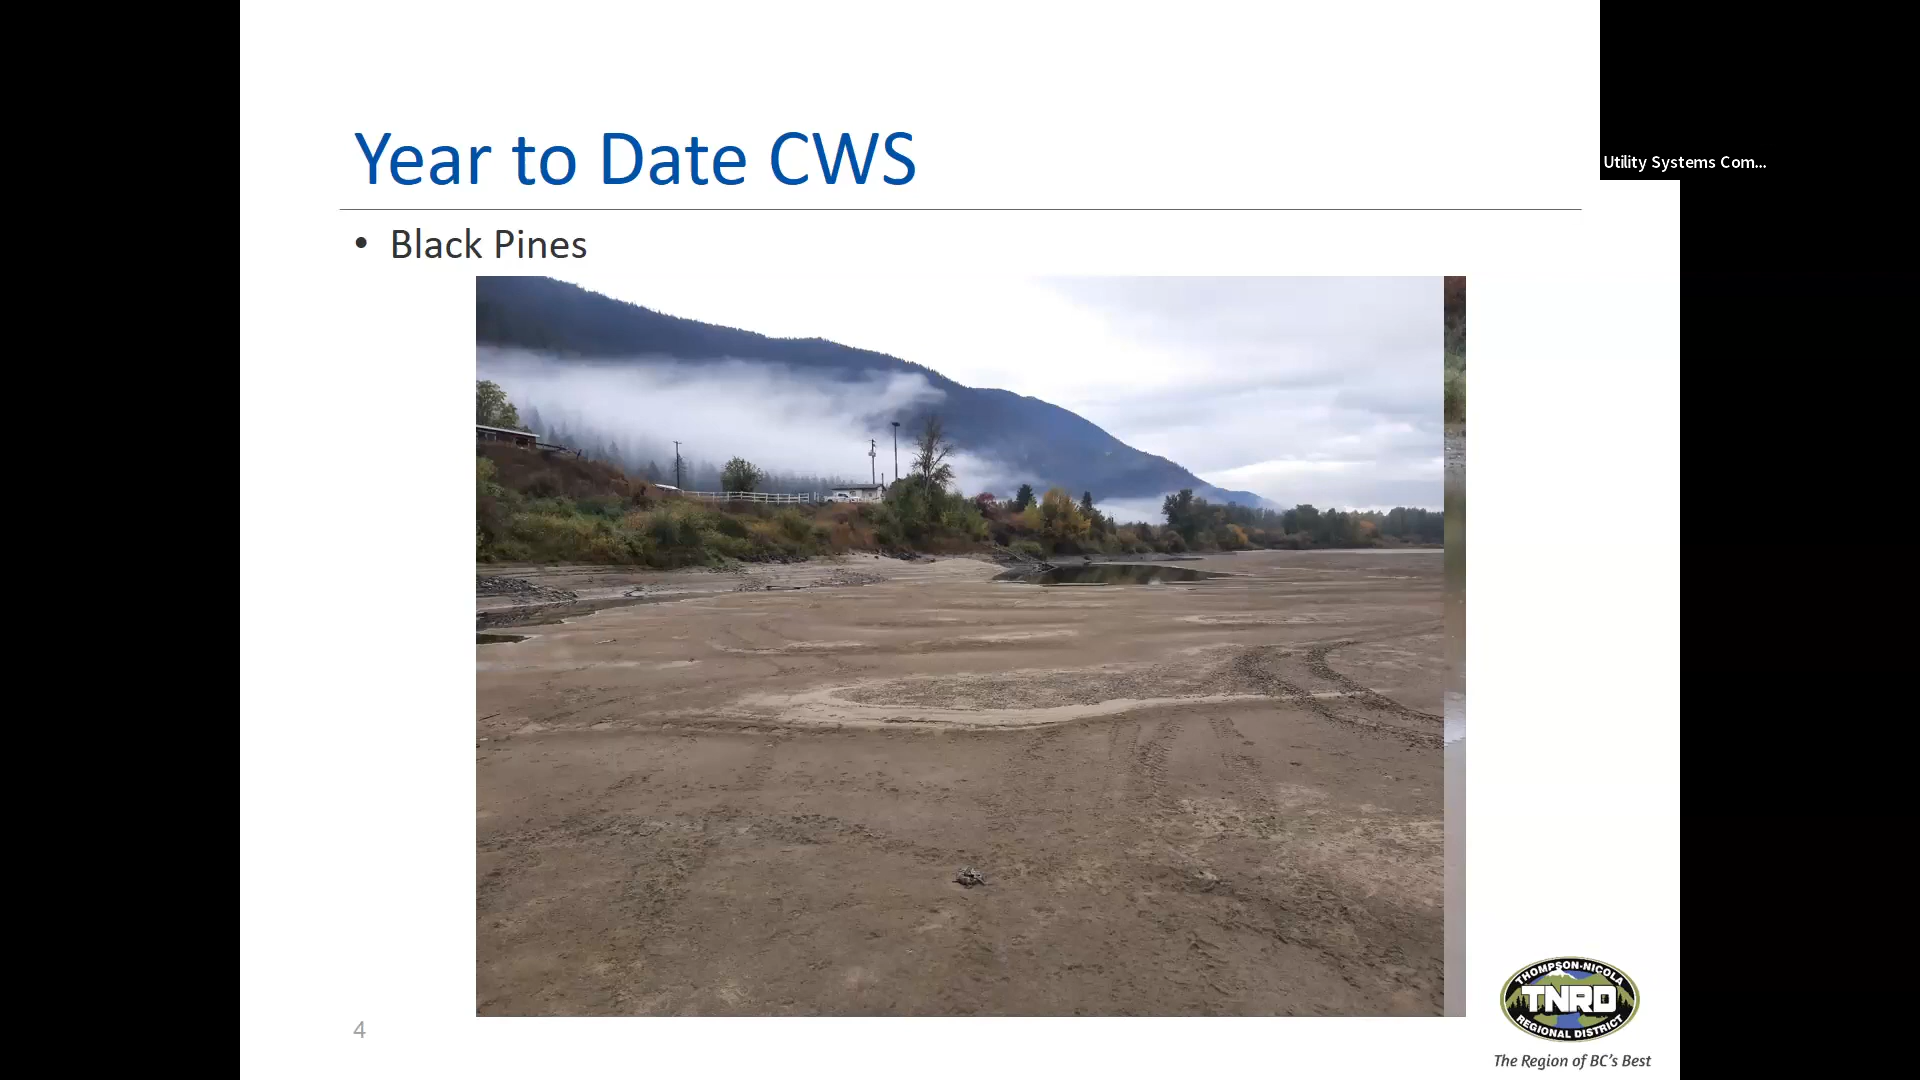 Year to Date CWS
Utility Systems Com...
• Black Pines
THOMPSON-NICOLA
TNRD
REGIONAL DISTRICT
The Region of BC's Best
4